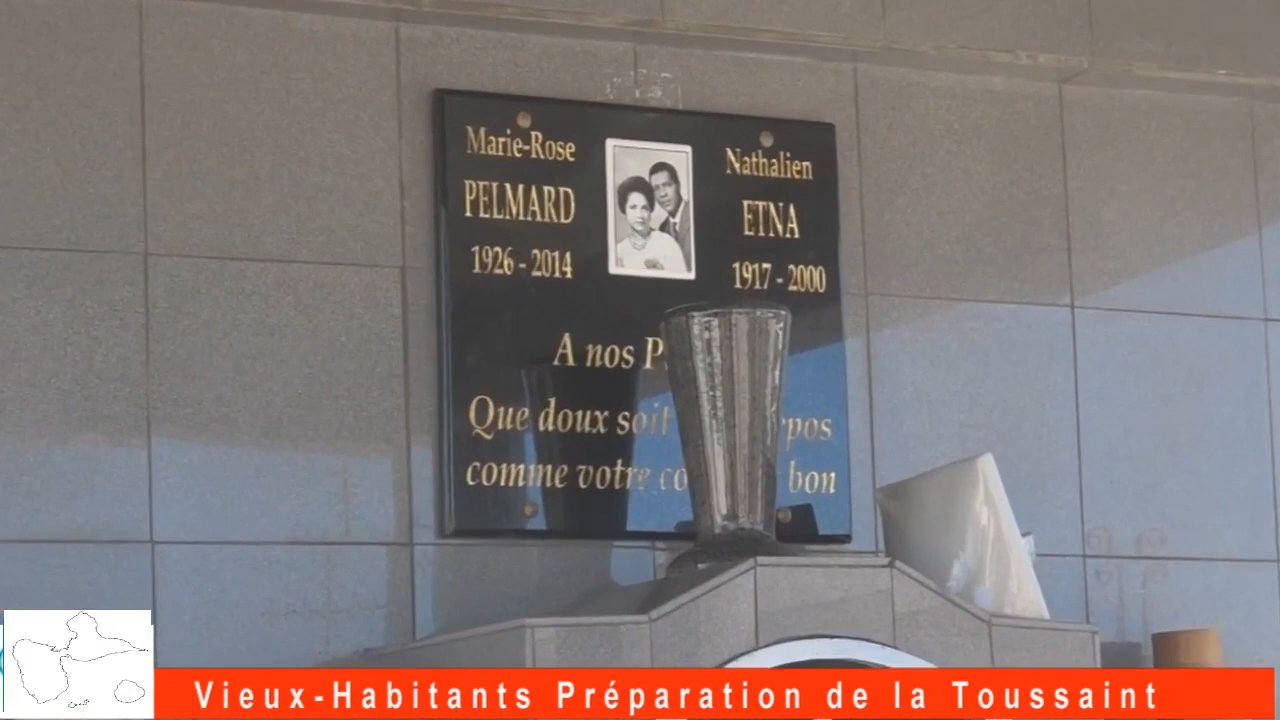 Marie-Rose
PELMARD
1926 - 2014
Nathalien
ETNA
1917 - 2000
A nos
Que doux soit
comme votre bon
Vieux-Habitants Préparation de la Toussaint